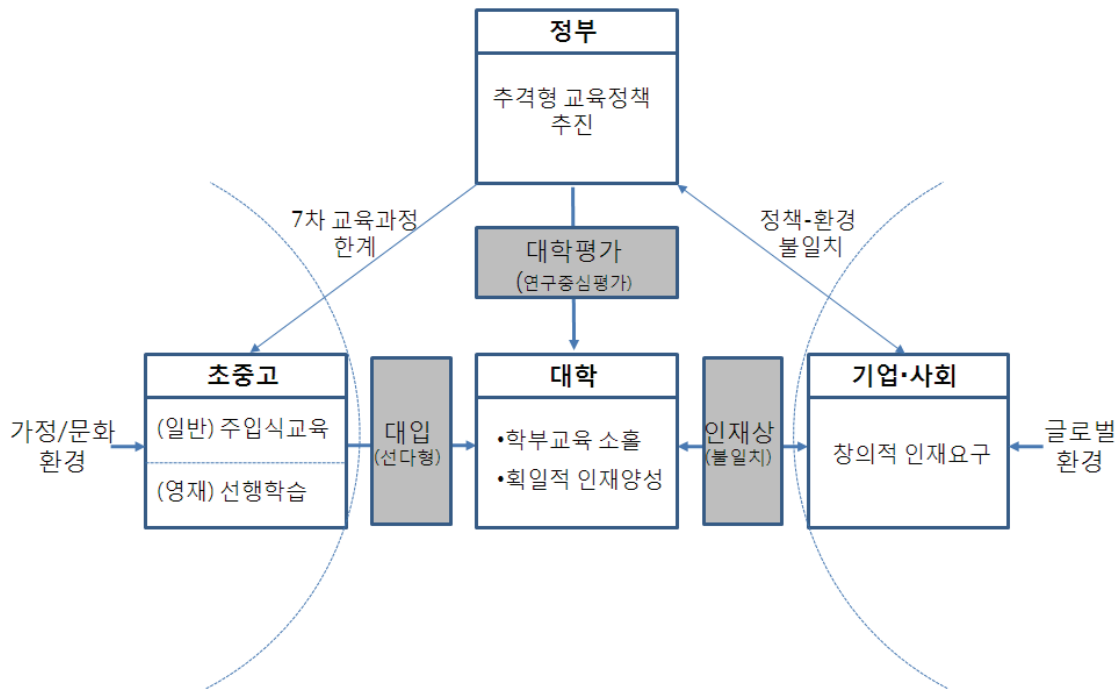 정부
추격형 교육정책
추진
7차 교육과정
한계
정책-환경
불일치
대학평가
(연구중심평가)
초중고
(일반) 주입식교육
(영재) 선행학습
가정/문화
환경
대입
(선다형)
대학
•학부교육 소홀
•획일적 인재양성
인재상
(불일치)
기업·사회
창의적 인재요구
글로벌
환경